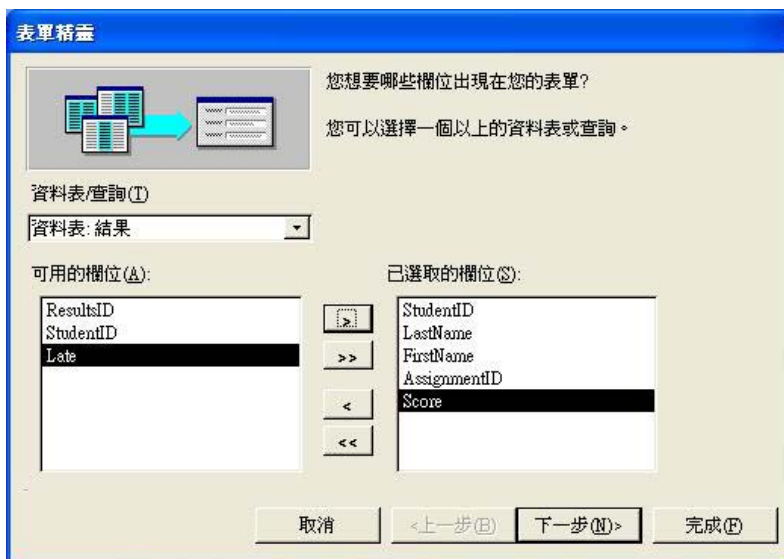 表單精靈
您想要哪些欄位出現在您的表單?
您可以選擇一個以上的資料表或查詢。
資料表/查詢(T)
資料表: 結果
可用的欄位(A):
ResultsID
StudentID
Late
>
>>
<
<<
已選取的欄位(S):
StudentID
LastName
FirstName
AssignmentID
Score
取消
<上一步(B)
下一步(N)>
完成(F)